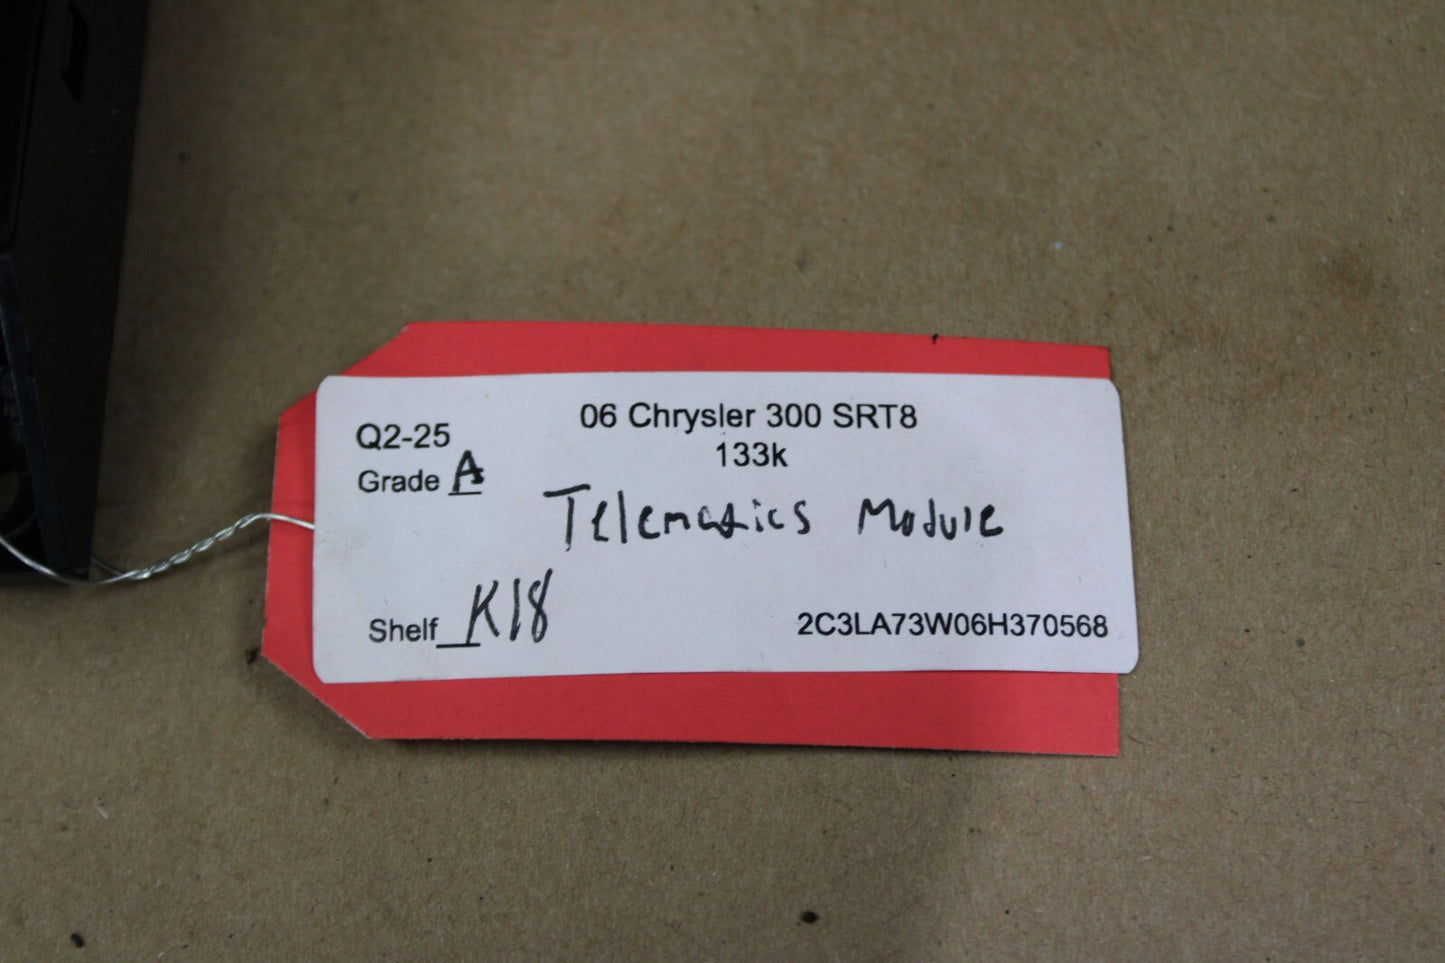 06 Chrysler 300 SRT8
Q2-25
133k
Grade A
Telematics Module
Shelf K18
2C3LA73W06H370568